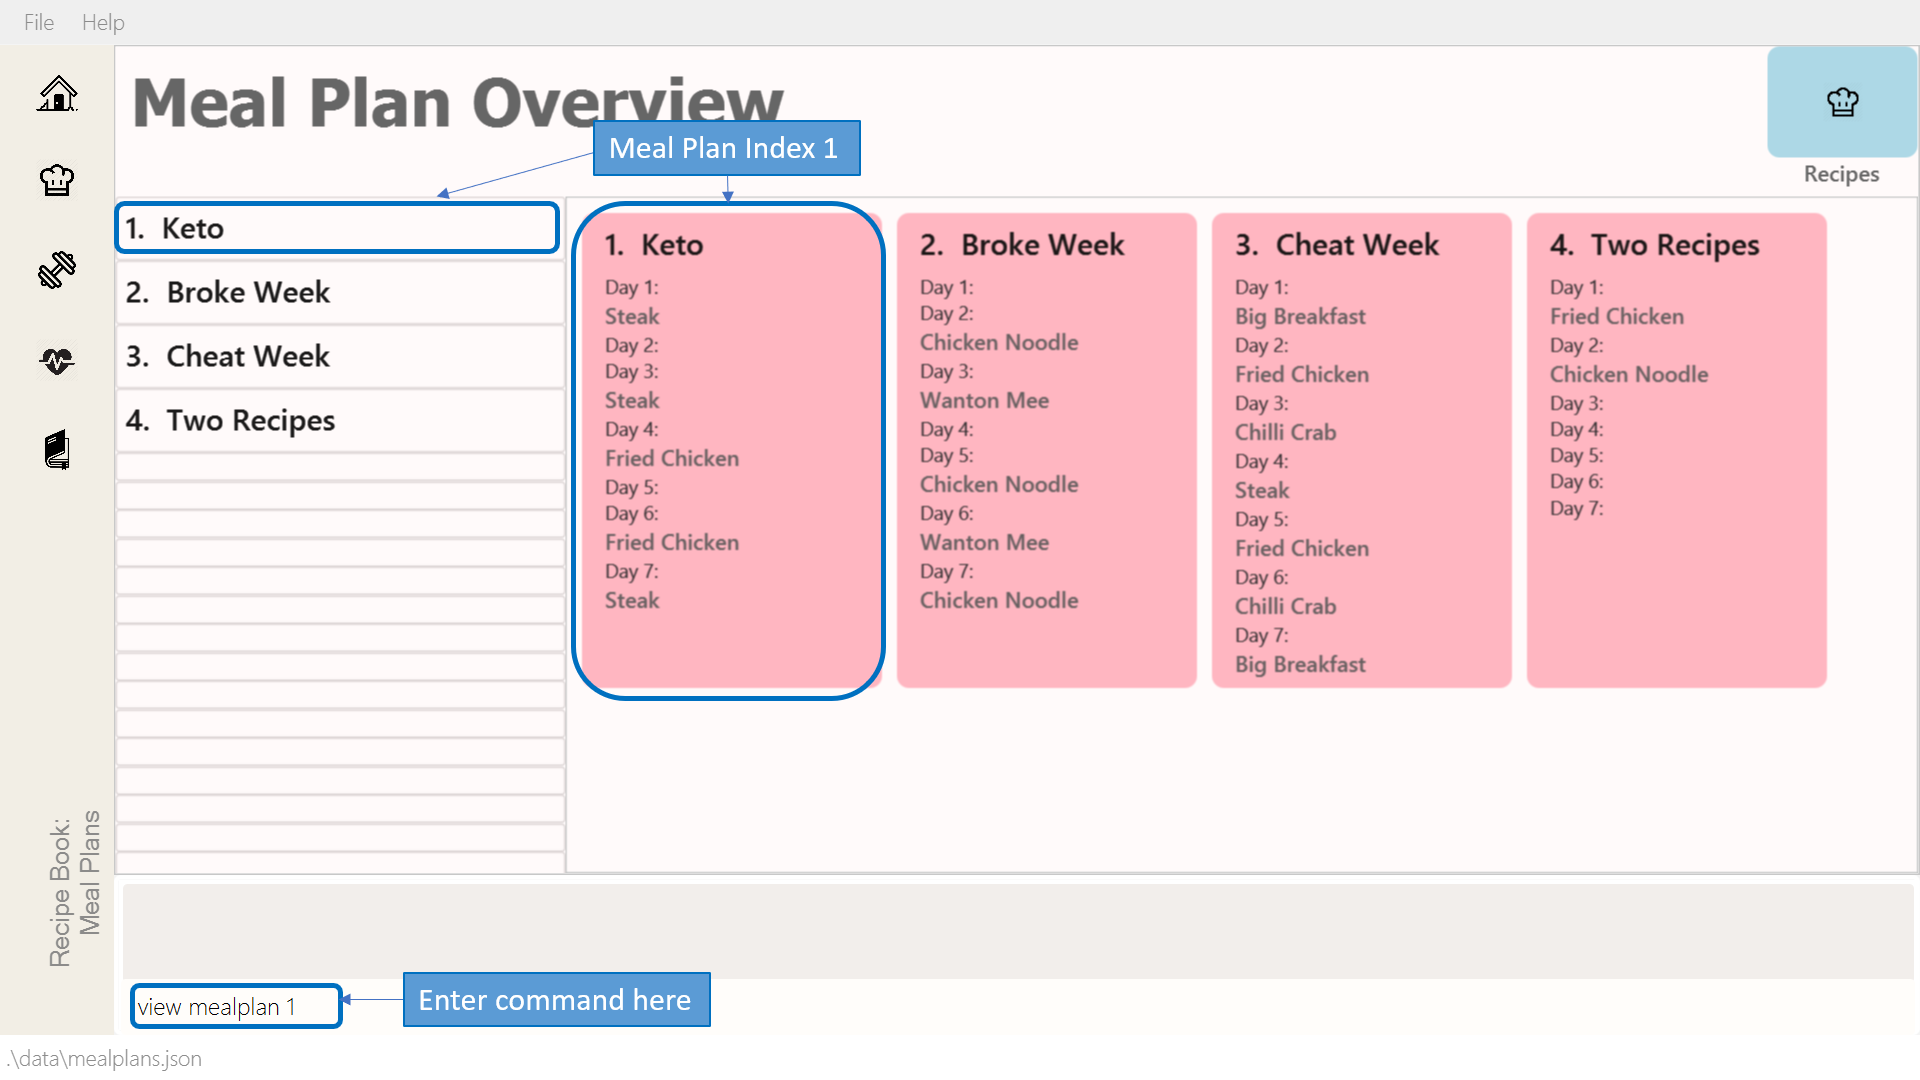 File Help
Meal Plan Overview
Meal Plan Index 1
Recipes
1. Keto
2. Broke Week
3. Cheat Week
4. Two Recipes
1. Keto
Day 1:
Steak
Day 2:
Day 3:
Steak
Day 4:
Fried Chicken
Day 5:
Day 6:
Fried Chicken
Day 7:
Steak
2. Broke Week
Day 1:
Day 2:
Chicken Noodle
Day 3:
Wanton Mee
Day 4:
Day 5:
Chicken Noodle
Day 6:
Wanton Mee
Day 7:
Chicken Noodle
3. Cheat Week
Day 1:
Big Breakfast
Day 2:
Fried Chicken
Day 3:
Chilli Crab
Day 4:
Steak
Day 5:
Fried Chicken
Day 6:
Chilli Crab
Day 7:
Big Breakfast
4. Two Recipes
Day 1:
Fried Chicken
Day 2:
Chicken Noodle
Day 3:
Day 4:
Day 5:
Day 6:
Day 7:
Recipe Book:
Meal Plans
view mealplan 1
Enter command here
.\data\mealplans.json